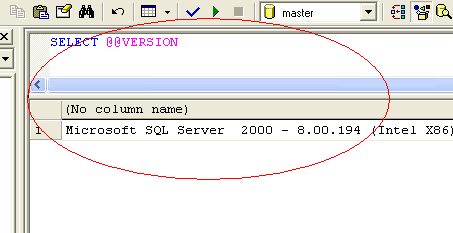 master
SELECT @@VERSION
(No column name)
1 Microsoft SQL Server  2000 - 8.00.194 (Intel X86)